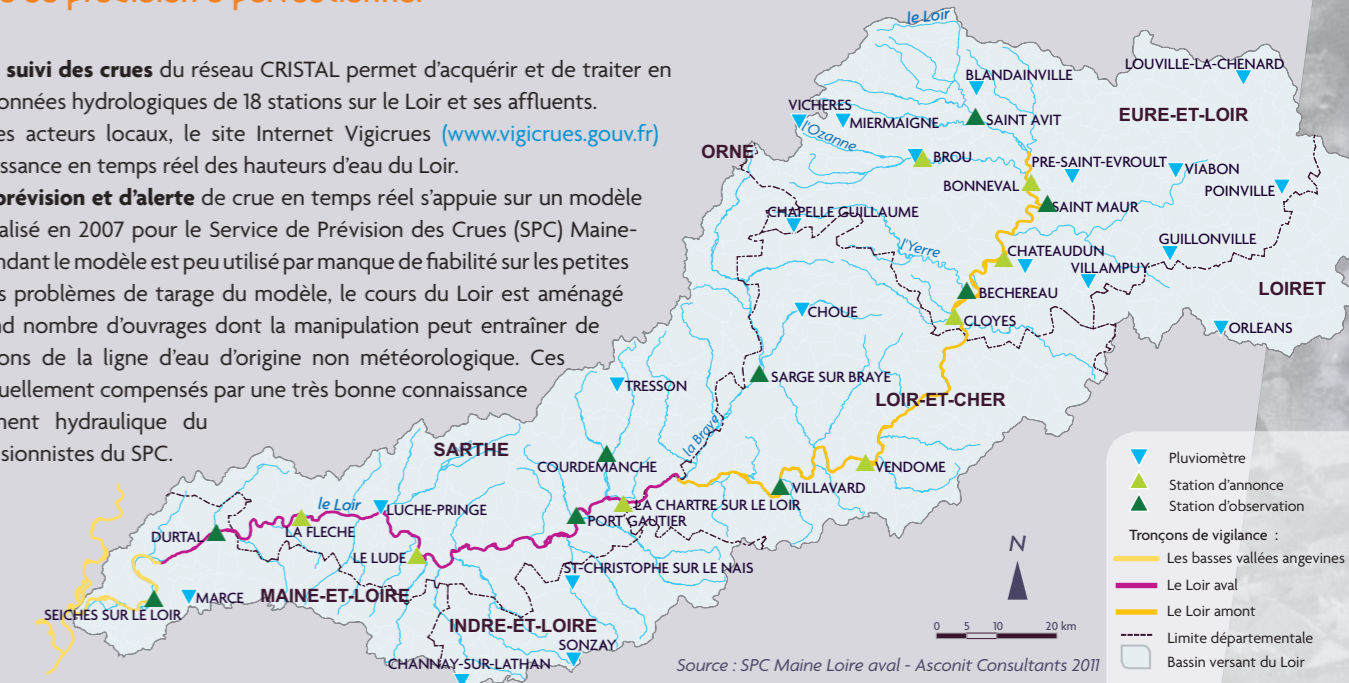 suivi des crues du réseau CRISTAL permet d'acquérir et de traiter en
onnées hydrologiques de 18 stations sur le Loir et ses affluents.
es acteurs locaux, le site Internet Vigicrues (www.vigicrues.gouv.fr)
issance en temps réel des hauteurs d'eau du Loir.
prévision et d'alerte de crue en temps réel s'appuie sur un modèle
alisé en 2007 pour le Service de Prévision des Crues (SPC) Maine-
ndant le modèle est peu utilisé par manque de fiabilité sur les petites
s problèmes de tarage du modèle, le cours du Loir est aménagé
nd nombre d'ouvrages dont la manipulation peut entraîner de
ons de la ligne d'eau d'origine non météorologique. Ces
uellement compensés par une très bonne connaissance
ment hydraulique du
isionnistes du SPC.
le Loir
LOUVILLE-LA-CHENARD
BLANDAINVILLE
VICHERES
MIERMAIGNE
SAINT AVIT
EURE-ET-LOIR
l'Ozanne
ORNE
BROU
PRE-SAINT-EVROULT
VIABON
BONNEVAL
POINVILLE
SAINT MAUR
CHAPELLE GUILLAUME
l'Yerre
CHATEAUDUN
GUILLONVILLE
VILLAMPUY
LOIRET
BECHEREAU
CHOUE
CLOYES
ORLEANS
TRESSON
SARGE SUR BRAYE
LOIR-ET-CHER
la Braye
SARTHE
COURDEMANCHE
VENDOME
VILLAVARD
le Loir
LUCHE-PRINGE
LA CHARTRE SUR LE LOIR
PORT GAUTIER
LA FLECHE
DURTAL
LE LUDE
ST-CHRISTOPHE SUR LE NAIS
MARCE
MAINE-ET-LOIRE
SEICHES SUR LE LOIR
INDRE-ET-LOIRE
SONZAY
CHANNAY-SUR-LATHAN
N
0 5 10 20 km
Source : SPC Maine Loire aval - Asconit Consultants 2011
Pluviomètre
Station d'annonce
Station d'observation
Tronçons de vigilance :
Les basses vallées angevines
Le Loir aval
Le Loir amont
Limite départementale
Bassin versant du Loir